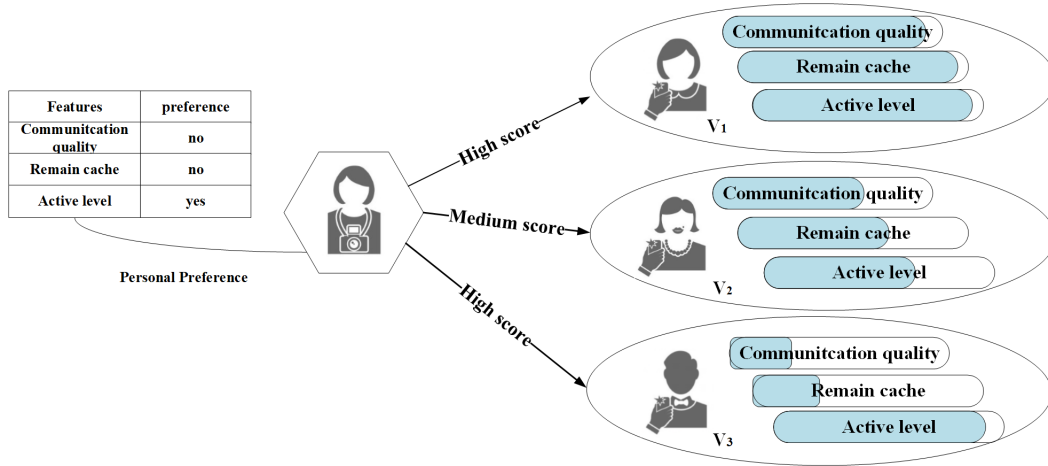 Features preference
Communitcation quality no
Remain cache no
Active level yes
Personal Preference
High score
Medium score
High score
Communitcation quality
Remain cache
Active level
V1
Communitcation quality
Remain cache
Active level
V2
Communitcation quality
Remain cache
Active level
V3